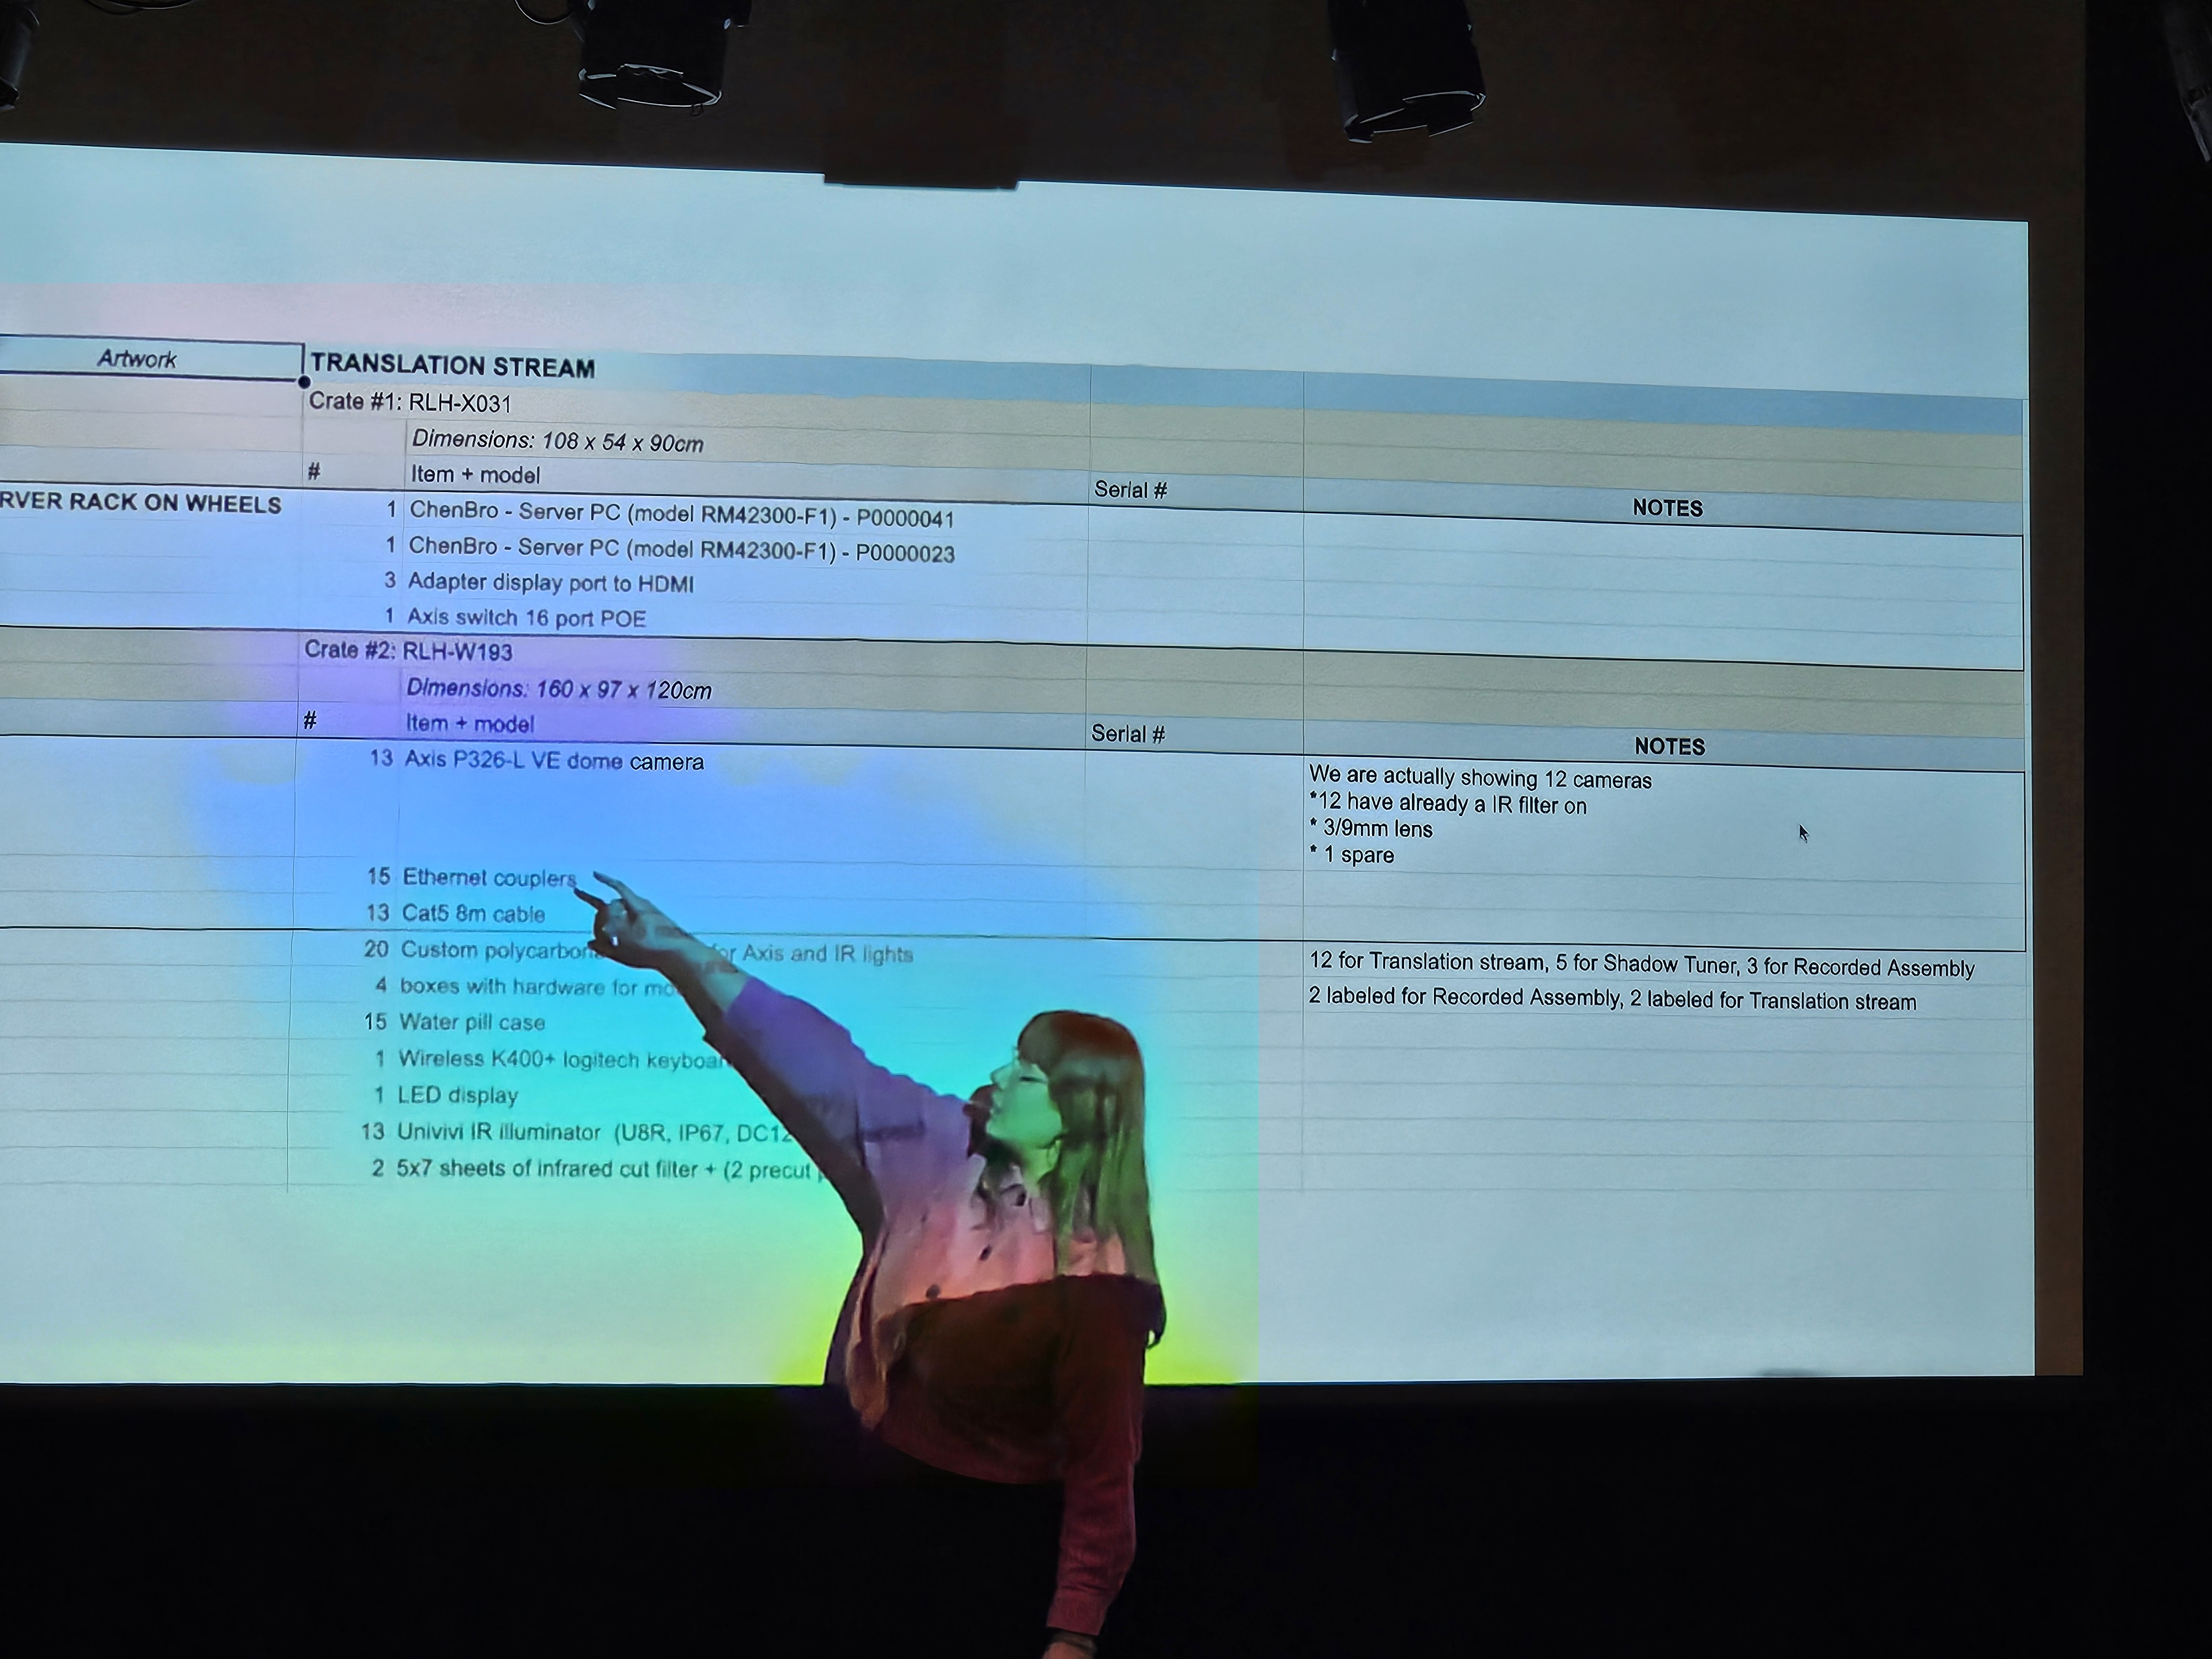 Artwork
TRANSLATION STREAM
Crate #1: RLH-X031
Dimensions: 108 x 54 x 90cm
# Item + model Serial # NOTES
RVER RACK ON WHEELS
1 ChenBro - Server PC (model RM42300-F1) - P0000041
1 ChenBro - Server PC (model RM42300-F1) - P0000023
3 Adapter display port to HDMI
1 Axis switch 16 port POE
Crate #2: RLH-W193
Dimensions: 160 x 97 x 120cm
# Item + model Serial # NOTES
13 Axis P326-L VE dome camera
We are actually showing 12 cameras
*12 have already a IR filter on
* 3/9mm lens
* 1 spare
15 Ethernet couplers
13 Cat5 8m cable
20 Custom polycarbon for Axis and IR lights 12 for Translation stream, 5 for Shadow Tuner, 3 for Recorded Assembly
4 boxes with hardware for 2 labeled for Recorded Assembly, 2 labeled for Translation stream
15 Water pill case
1 Wireless K400+ logitech keyboar
1 LED display
13 Univivi IR illuminator (U8R, IP67, DC12
2 5x7 sheets of infrared cut filter + (2 precut